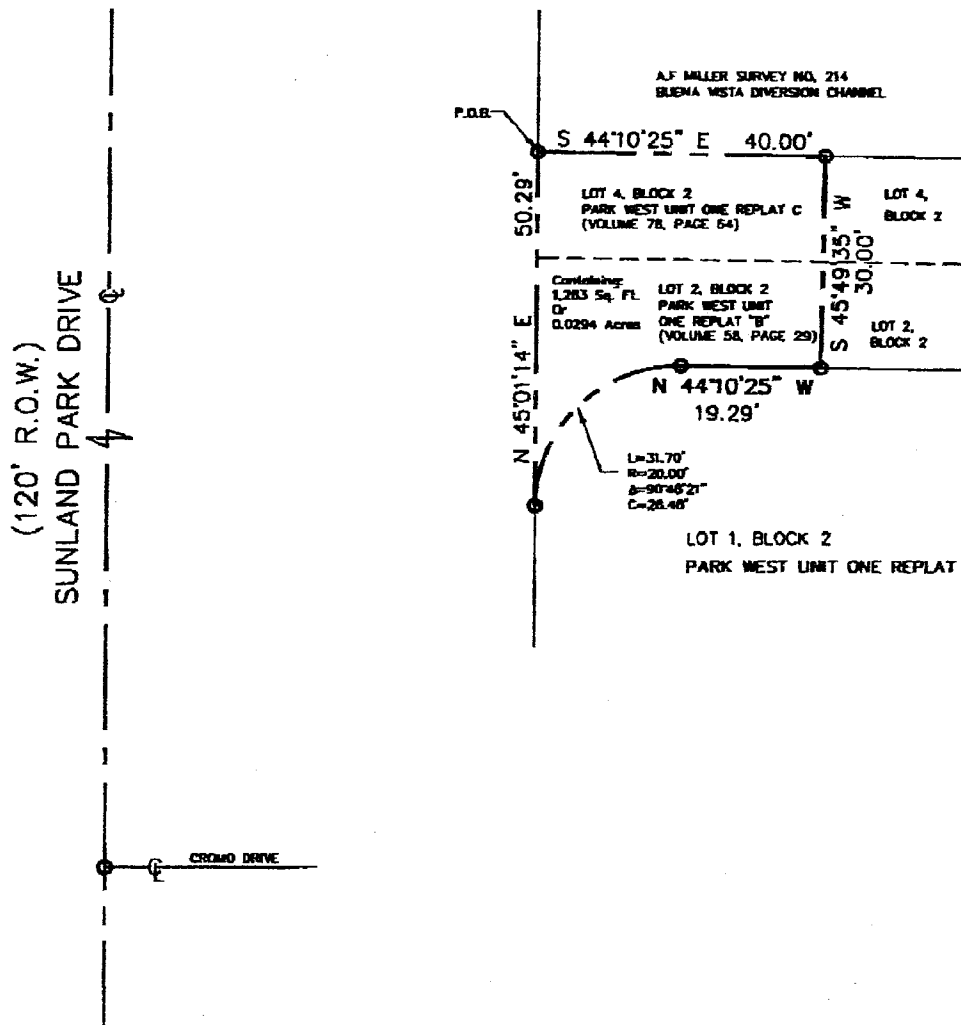 A.F MILLER SURVEY NO. 214
BUENA VISTA DIVERSION CHANNEL
P.O.B.
S 44°10'25" E 40.00'
50.29'
N 45°01'14" E
LOT 4, BLOCK 2
PARK WEST UNIT ONE REPLAT C
(VOLUME 78, PAGE 64)
LOT 4,
BLOCK 2
S 45°49'35" W
30.00'
Containing
1,283 Sq. Ft.
Or
0.0294 Acres
LOT 2, BLOCK 2
PARK WEST UNIT
ONE REPLAT "B"
(VOLUME 58, PAGE 29)
LOT 2,
BLOCK 2
N 44°10'25" W
19.29'
L=31.70'
R=20.00'
Δ=90°48'21"
C=28.48'
LOT 1, BLOCK 2
PARK WEST UNIT ONE REPLAT
(120' R.O.W.)
SUNLAND PARK DRIVE
CROMO DRIVE